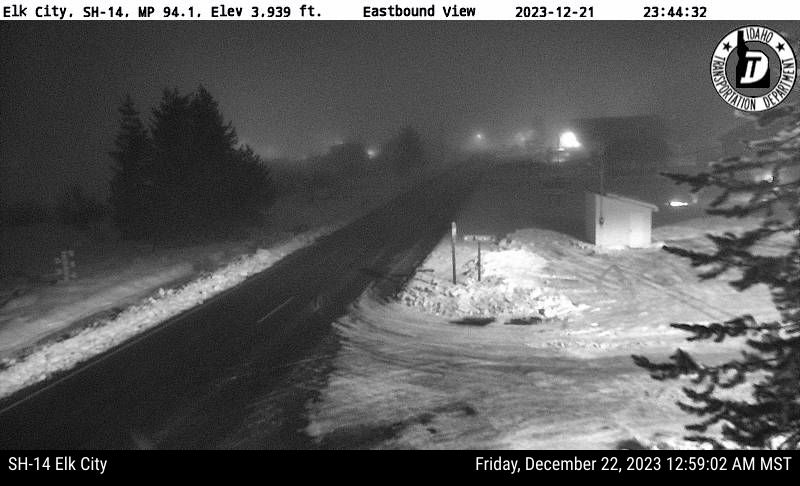 Elk City, SH-14, MP 94.1, Elev 3,939 ft. Eastbound View 2023-12-21 23:44:32
IDAHO
TRANSPORTATION DEPARTMENT
SH-14 Elk City Friday, December 22, 2023 12:59:02 AM MST